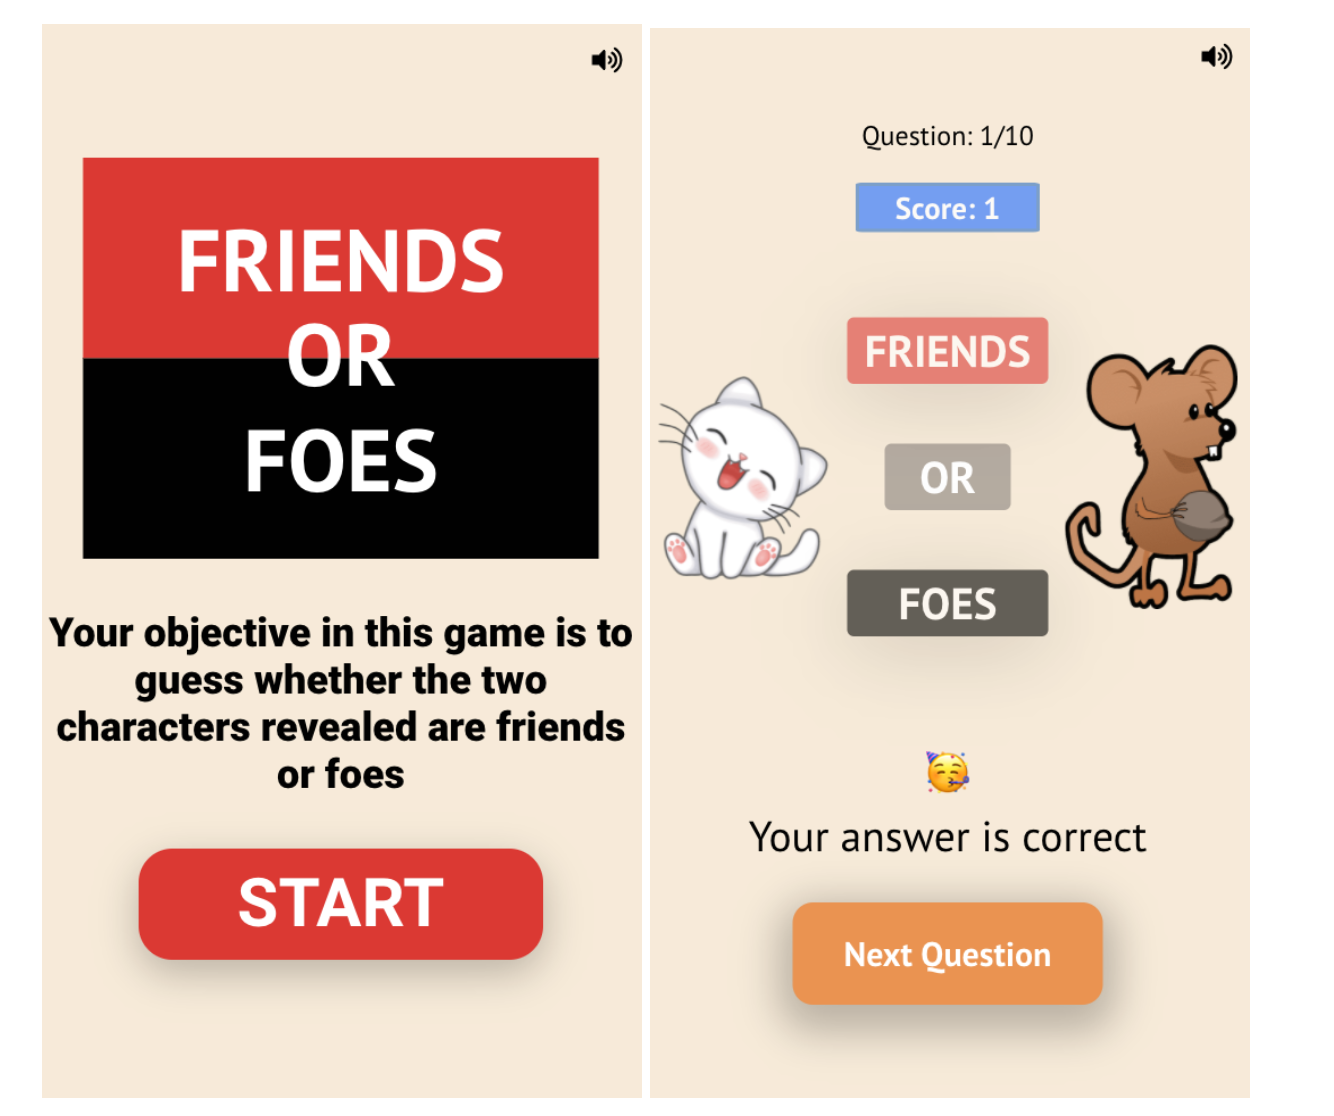 FRIENDS
OR
FOES
Your objective in this game is to
guess whether the two
characters revealed are friends
or foes
START
Question: 1/10
Score: 1
FRIENDS
OR
FOES
Your answer is correct
Next Question